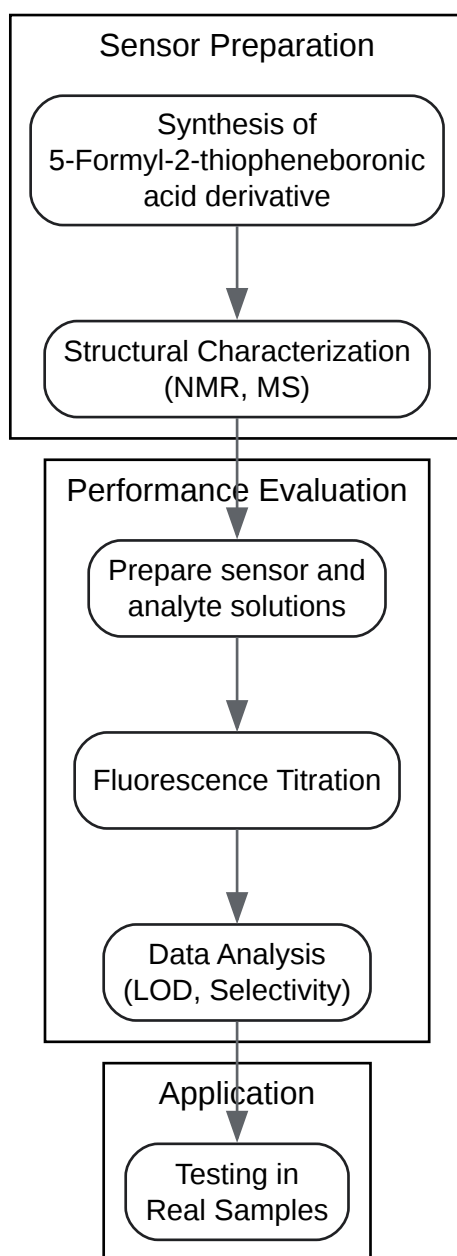 Sensor Preparation
Synthesis of
5-Formyl-2-thiopheneboronic
acid derivative
Structural Characterization
(NMR, MS)
Performance Evaluation
Prepare sensor and
analyte solutions
Fluorescence Titration
Data Analysis
(LOD, Selectivity)
Application
Testing in
Real Samples